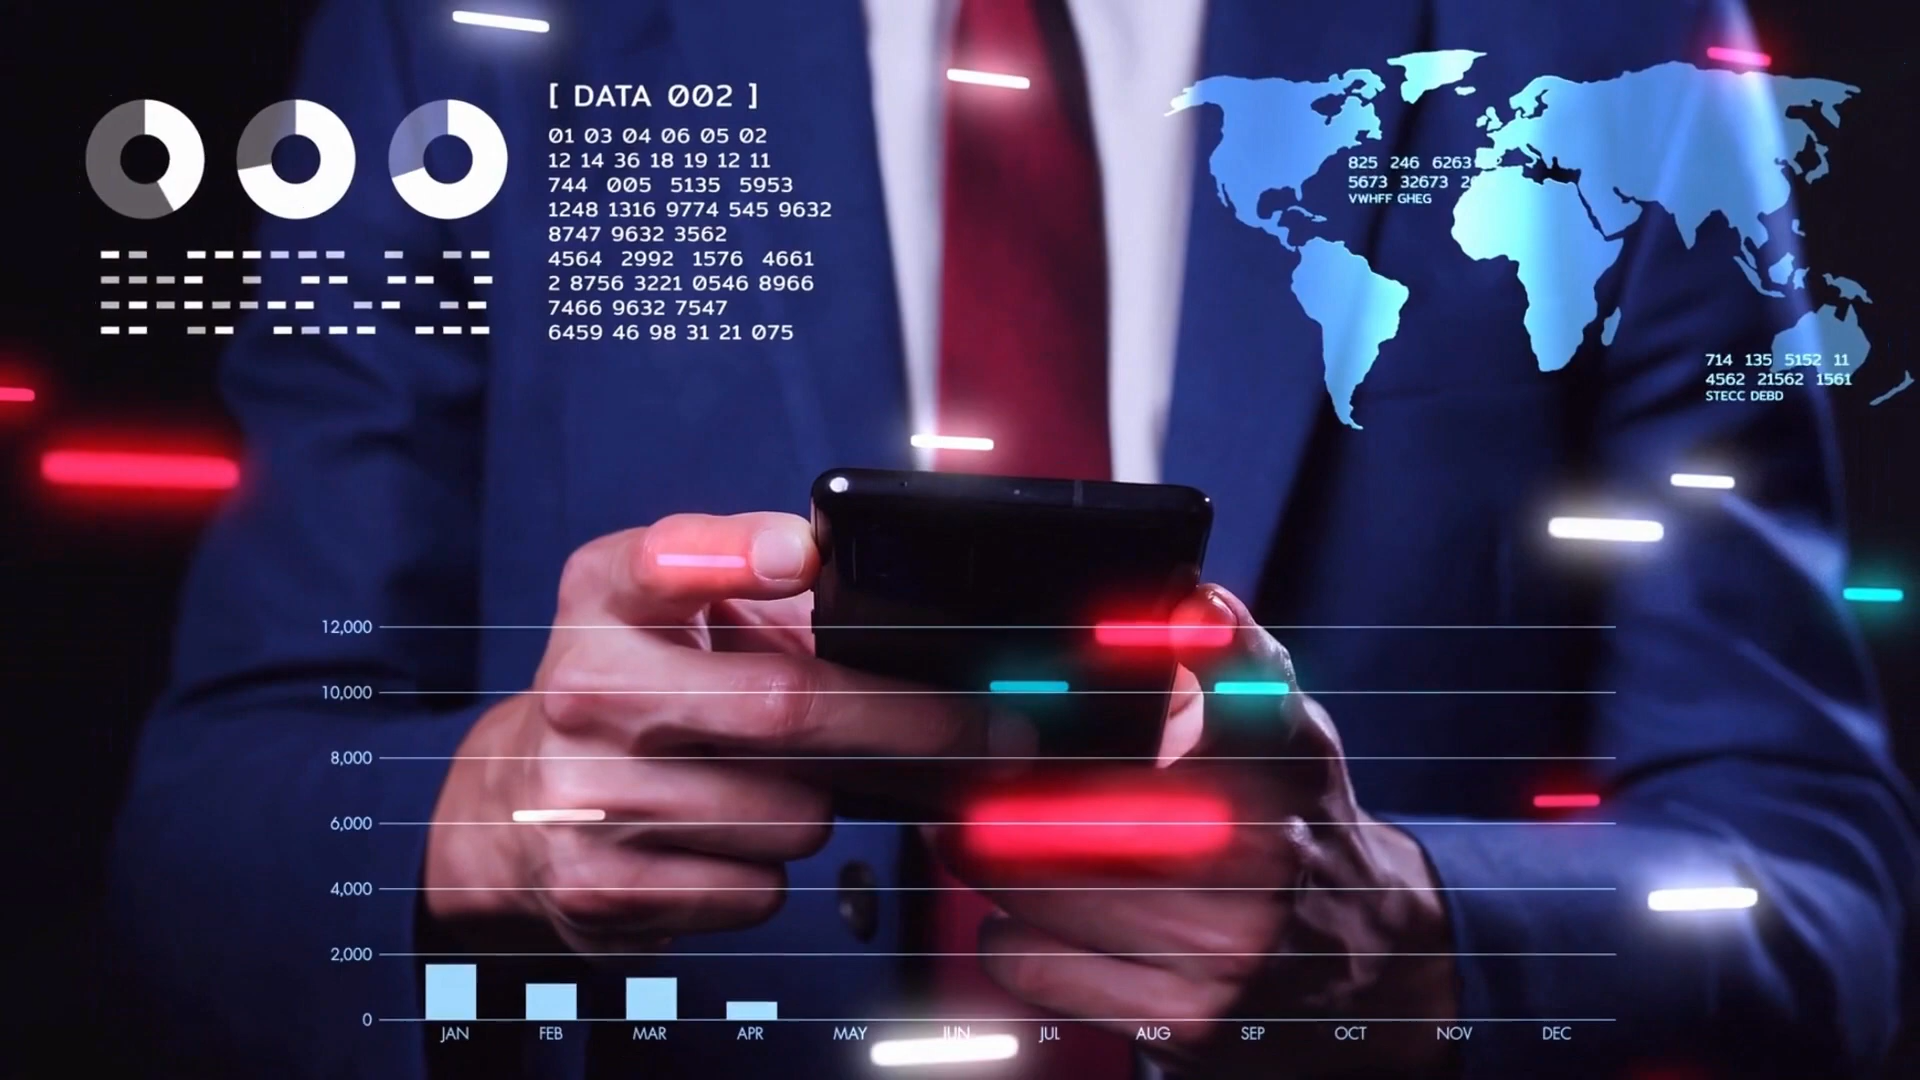 [ DATA 002 ]
01 03 04 06 05 02
12 14 36 18 19 12 11
744 005 5135 5953
1248 1316 9774 545 9632
8747 9632 3562
4564 2992 1576 4661
2 8756 3221 0546 8966
7466 9632 7547
6459 46 98 31 21 075
825 246 6263
5673 32673
VWHFF GHEG
714 135 5152 11
4562 21562 1561
STECC DEBD
12,000
10,000
8,000
6,000
4,000
2,000
0
JAN FEB MAR APR MAY JUN JUL AUG SEP OCT NOV DEC